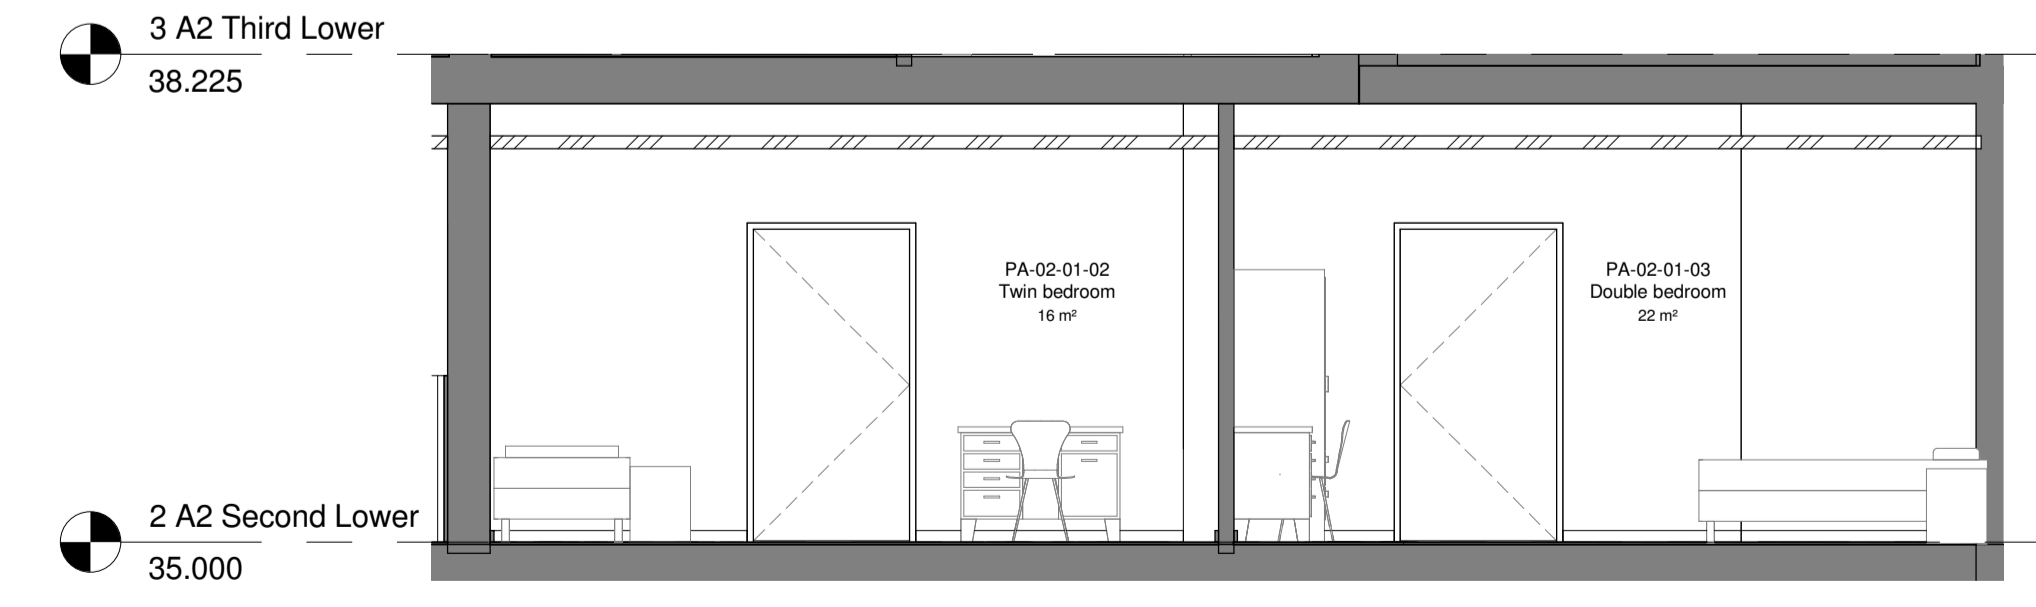 3 A2 Third Lower
38.225
PA-02-01-02
Twin bedroom
16 m²
PA-02-01-03
Double bedroom
22 m²
2 A2 Second Lower
35.000